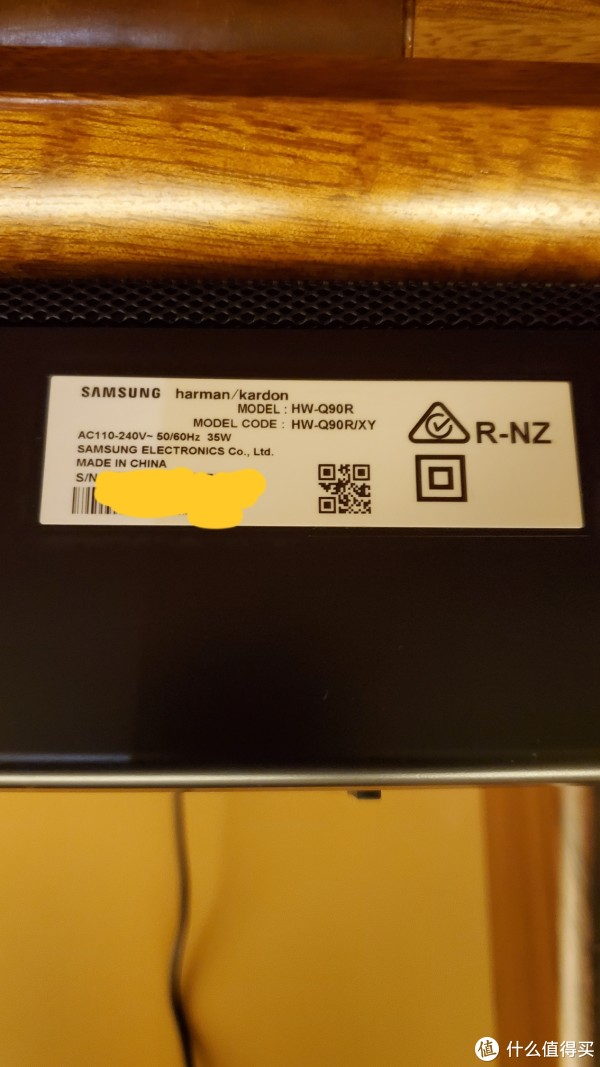 SAMSUNG harman/kardon
MODEL : HW-Q90R
MODEL CODE : HW-Q90R/XY
AC110-240V~ 50/60Hz 35W
SAMSUNG ELECTRONICS Co., Ltd.
MADE IN CHINA
S/N
R-NZ
值 什么值得买